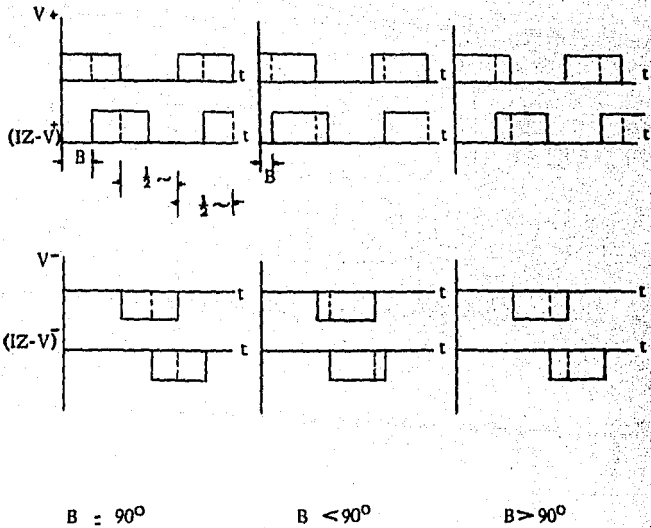 V+
t t t
(IZ-V)+
t t t
B B
½~
½~
V-
t t t
(IZ-V)-
t t t
B = 90° B <90° B>90°